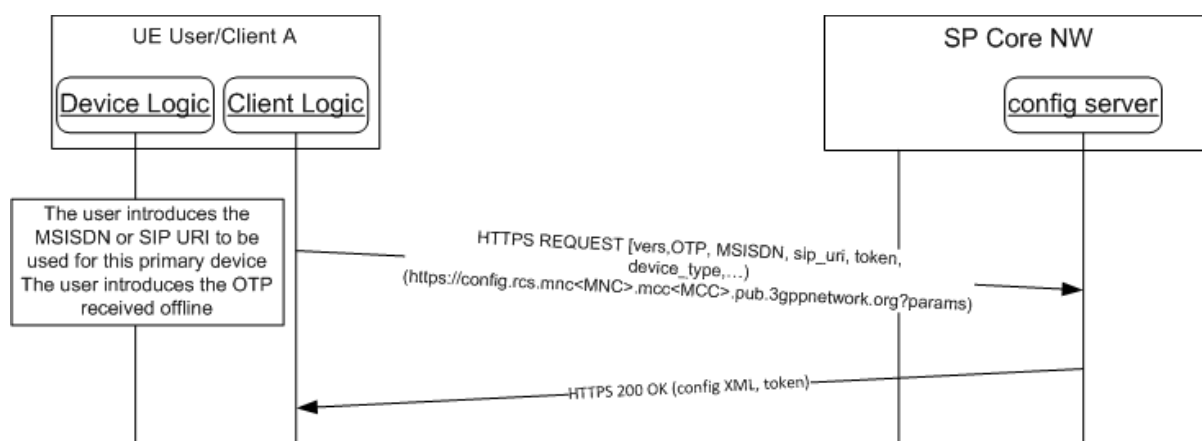 UE User/Client A
SP Core NW
Device Logic
Client Logic
config server
The user introduces the
MSISDN or SIP URI to be
used for this primary device
The user introduces the OTP
received offline
HTTPS REQUEST [vers,OTP, MSISDN, sip_uri, token,
device_type,…)
(https://config.rcs.mnc<MNC>.mcc<MCC>.pub.3gppnetwork.org?params)
HTTPS 200 OK (config XML, token)